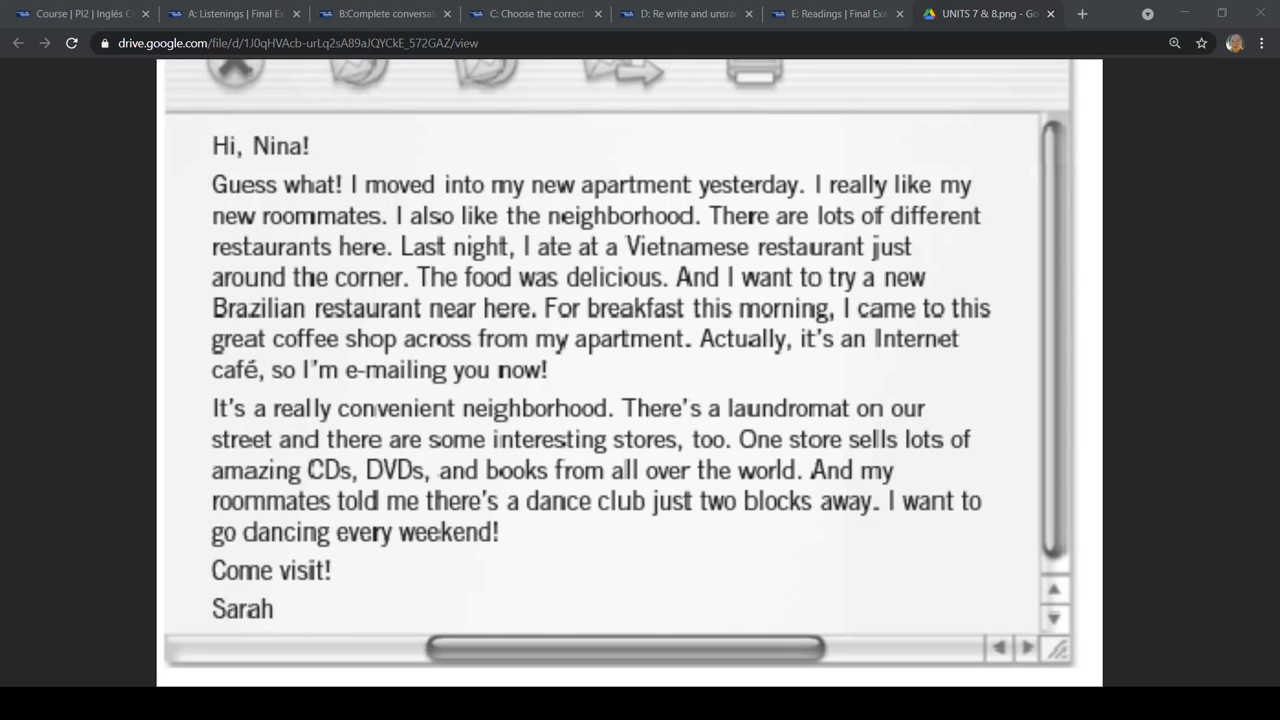 Course | PI2 | Inglés C
A: Listenings | Final Ex
B:Complete conversat
C: Choose the correct
D: Re write and unsra
E: Readings | Final Exa
UNITS 7 & 8.png - Go
drive.google.com/file/d/1J0qHVAcb-urLq2sA89aJQYCkE_572GAZ/view
Hi, Nina!
Guess what! I moved into my new apartment yesterday. I really like my
new roommates. I also like the neighborhood. There are lots of different
restaurants here. Last night, I ate at a Vietnamese restaurant just
around the corner. The food was delicious. And I want to try a new
Brazilian restaurant near here. For breakfast this morning, I came to this
great coffee shop across from my apartment. Actually, it's an Internet
café, so I'm e-mailing you now!
It's a really convenient neighborhood. There's a laundromat on our
street and there are some interesting stores, too. One store sells lots of
amazing CDs, DVDs, and books from all over the world. And my
roommates told me there's a dance club just two blocks away. I want to
go dancing every weekend!
Come visit!
Sarah